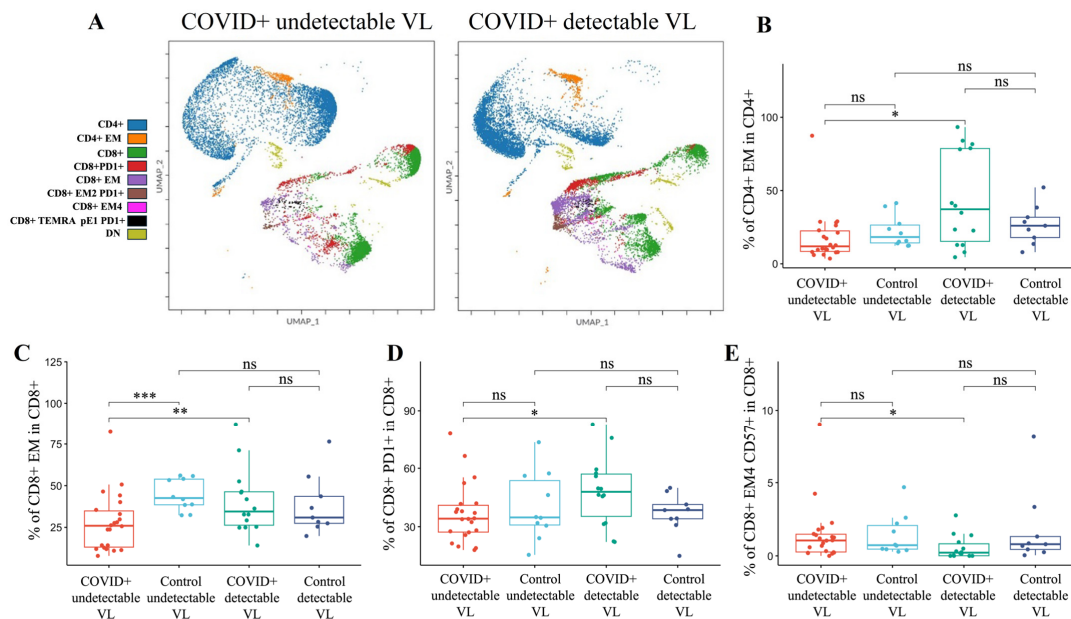 A
COVID+ undetectable VL
COVID+ detectable VL
CD4+
CD4+ EM
CD8+
CD8+PD1+
CD8+ EM
CD8+ EM2 PD1+
CD8+ EM4
CD8+ TEMRA pE1 PD1+
DN
UMAP_2
UMAP_1
UMAP_2
UMAP_1
B
% of CD4+ EM in CD4+
100
50
0
ns
ns
ns
*
COVID+
undetectable
VL
Control
undetectable
VL
COVID+
detectable
VL
Control
detectable
VL
C
% of CD8+ EM in CD8+
125
100
75
50
25
ns
ns
***
**
COVID+
undetectable
VL
Control
undetectable
VL
COVID+
detectable
VL
Control
detectable
VL
D
% of CD8+ PD1+ in CD8+
90
60
30
ns
ns
ns
*
COVID+
undetectable
VL
Control
undetectable
VL
COVID+
detectable
VL
Control
detectable
VL
E
% of CD8+ EM4 CD57+ in CD8+
10
5
0
ns
ns
ns
*
COVID+
undetectable
VL
Control
undetectable
VL
COVID+
detectable
VL
Control
detectable
VL